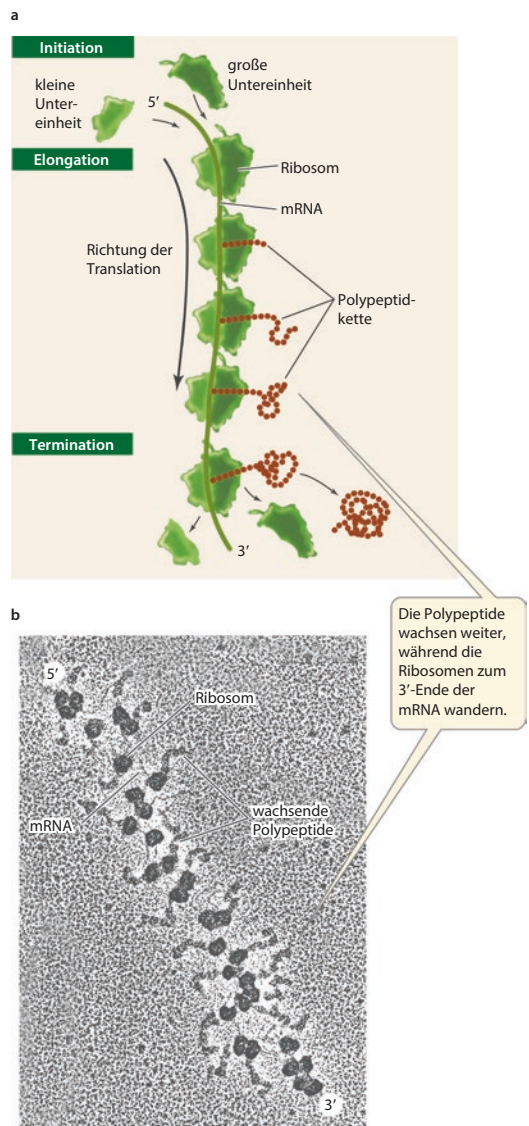 a
Initiation
große
Untereinheit
kleine
Unter-
einheit
5′
Elongation
Ribosom
mRNA
Richtung der
Translation
Polypeptid-
kette
Termination
3′
Die Polypeptide
wachsen weiter,
während die
Ribosomen zum
3′-Ende der
mRNA wandern.
b
5′
Ribosom
mRNA
wachsende
Polypeptide
3′